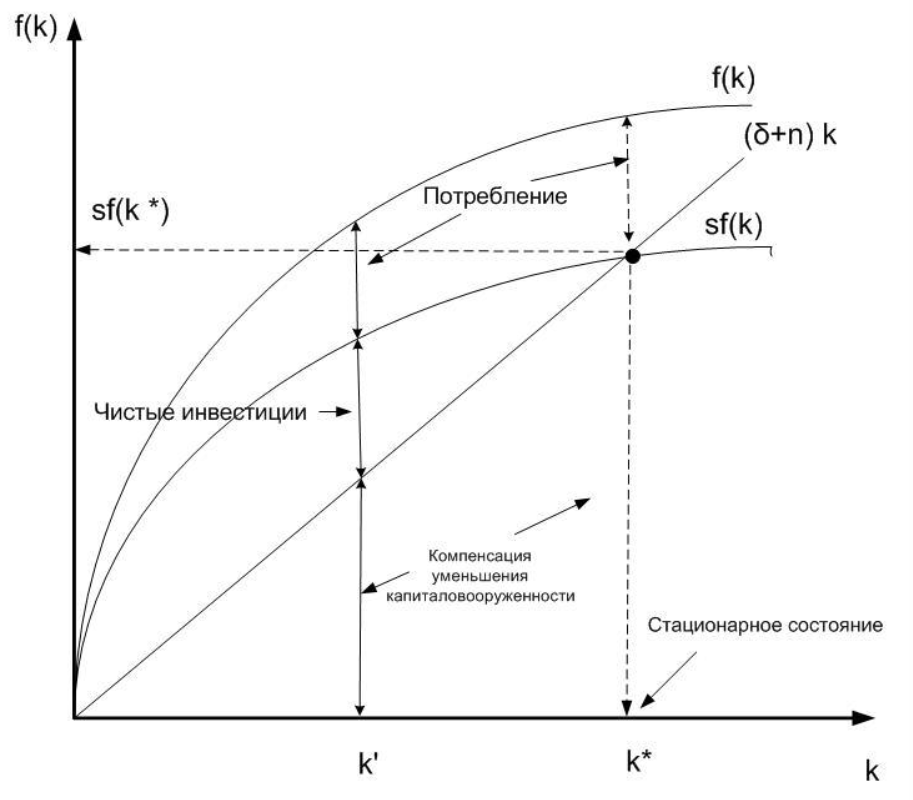 f(k)
f(k)
(δ+n) k
Потребление
sf(k *)
sf(k)
Чистые инвестиции
Компенсация
уменьшения
капиталовооруженности
Стационарное состояние
k'
k*
k